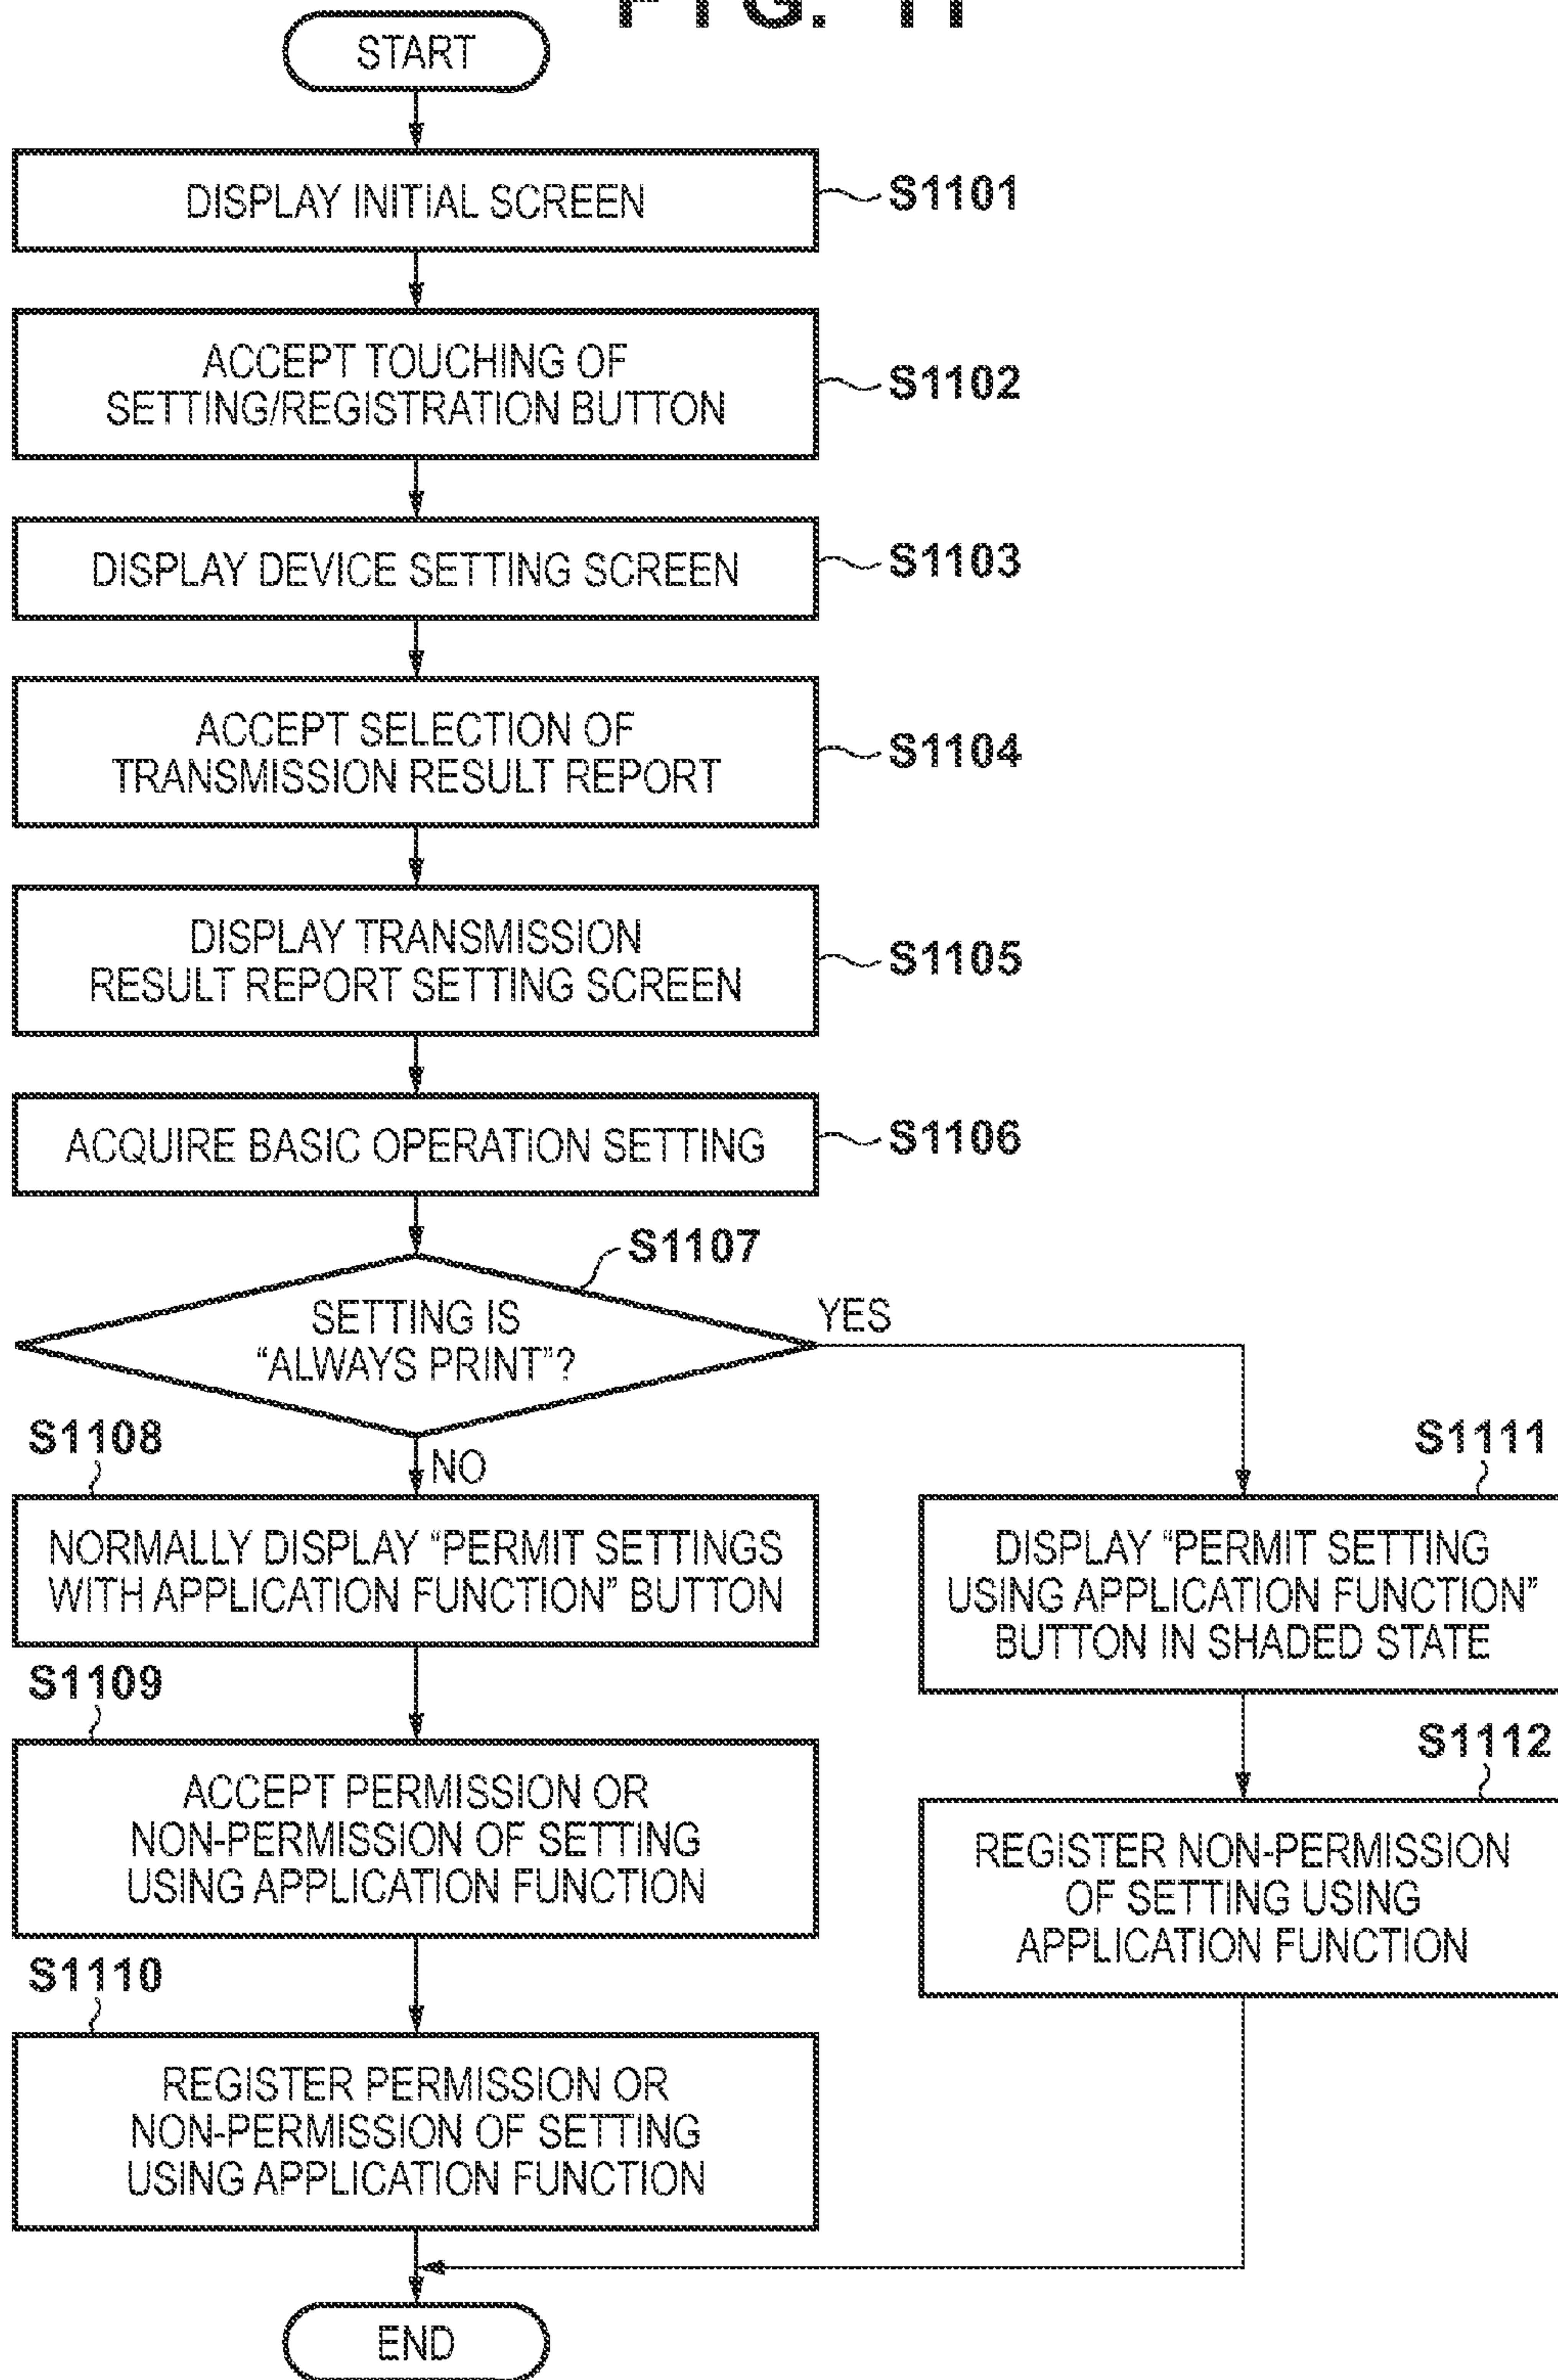 FIG. 11
START
DISPLAY INITIAL SCREEN
S1101
ACCEPT TOUCHING OF
SETTING/REGISTRATION BUTTON
S1102
DISPLAY DEVICE SETTING SCREEN
S1103
ACCEPT SELECTION OF
TRANSMISSION RESULT REPORT
S1104
DISPLAY TRANSMISSION
RESULT REPORT SETTING SCREEN
S1105
ACQUIRE BASIC OPERATION SETTING
S1106
S1107
SETTING IS
“ALWAYS PRINT”?
YES
NO
S1108
NORMALLY DISPLAY “PERMIT SETTINGS
WITH APPLICATION FUNCTION” BUTTON
S1109
ACCEPT PERMISSION OR
NON-PERMISSION OF SETTING
USING APPLICATION FUNCTION
S1110
REGISTER PERMISSION OR
NON-PERMISSION OF SETTING
USING APPLICATION FUNCTION
S1111
DISPLAY “PERMIT SETTING
USING APPLICATION FUNCTION”
BUTTON IN SHADED STATE
S1112
REGISTER NON-PERMISSION
OF SETTING USING
APPLICATION FUNCTION
END